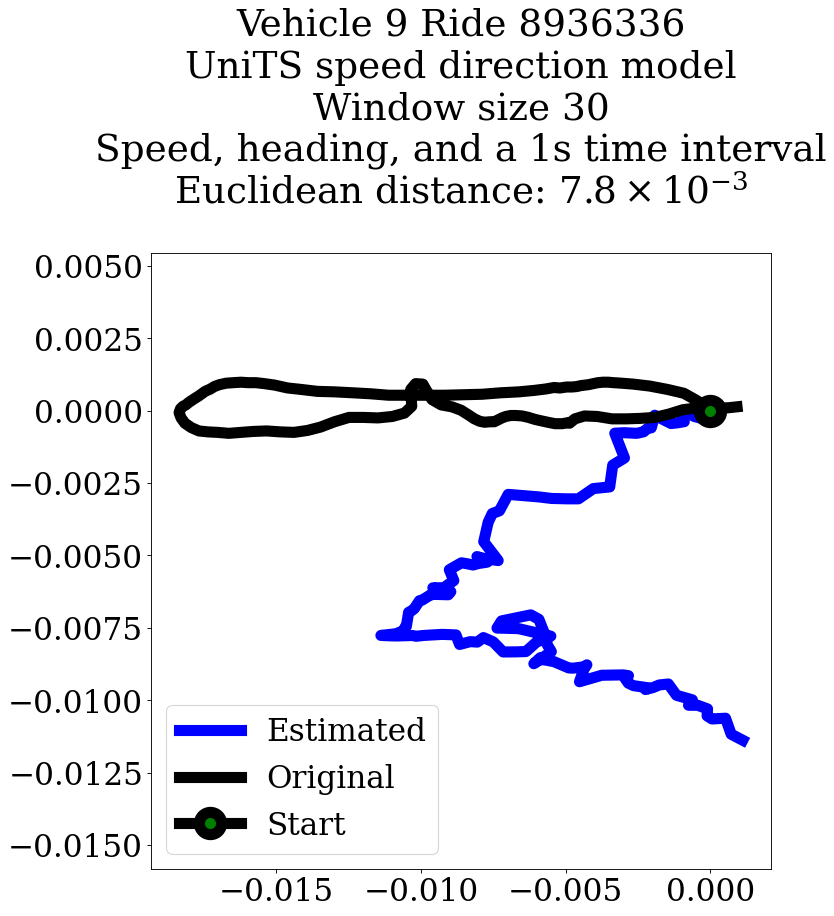 Vehicle 9 Ride 8936336
UniTS speed direction model
Window size 30
Speed, heading, and a 1s time interval
Euclidean distance: 7.8 × 10⁻³
0.0050
0.0025
0.0000
−0.0025
−0.0050
−0.0075
−0.0100
−0.0125
−0.0150
Estimated
Original
Start
−0.015 −0.010 −0.005 0.000